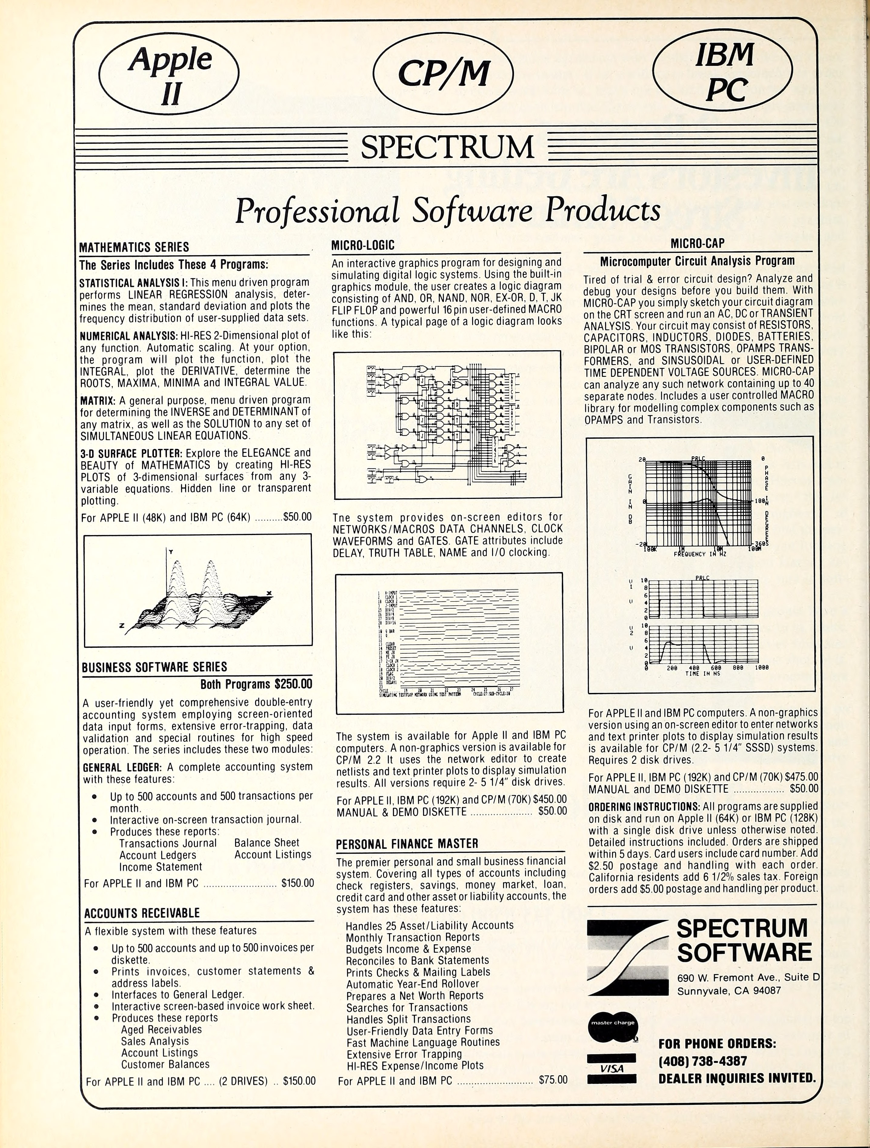 Apple
II
CP/M
IBM
PC
SPECTRUM
Professional Software Products
MATHEMATICS SERIES
The Series Includes These 4 Programs:
STATISTICAL ANALYSIS I: This menu driven program
performs LINEAR REGRESSION analysis, deter-
mines the mean, standard deviation and plots the
frequency distribution of user-supplied data sets.
NUMERICAL ANALYSIS: HI-RES 2-Dimensional plot of
any function. Automatic scaling. At your option,
the program will plot the function, plot the
INTEGRAL, plot the DERIVATIVE, determine the
ROOTS, MAXIMA, MINIMA and INTEGRAL VALUE.
MATRIX: A general purpose, menu driven program
for determining the INVERSE and DETERMINANT of
any matrix, as well as the SOLUTION to any set of
SIMULTANEOUS LINEAR EQUATIONS.
3-D SURFACE PLOTTER: Explore the ELEGANCE and
BEAUTY of MATHEMATICS by creating HI-RES
PLOTS of 3-dimensional surfaces from any 3-
variable equations. Hidden line or transparent
plotting.
For APPLE II (48K) and IBM PC (64K) ..........$50.00
Y
X
Z
BUSINESS SOFTWARE SERIES
Both Programs $250.00
A user-friendly yet comprehensive double-entry
accounting system employing screen-oriented
data input forms, extensive error-trapping, data
validation and special routines for high speed
operation. The series includes these two modules:
GENERAL LEDGER: A complete accounting system
with these features:
• Up to 500 accounts and 500 transactions per
month.
• Interactive on-screen transaction journal.
• Produces these reports:
Transactions Journal Balance Sheet
Account Ledgers Account Listings
Income Statement
For APPLE II and IBM PC .......................... $150.00
ACCOUNTS RECEIVABLE
A flexible system with these features
• Up to 500 accounts and up to 500 invoices per
diskette.
• Prints invoices, customer statements &
address labels.
• Interfaces to General Ledger.
• Interactive screen-based invoice work sheet.
• Produces these reports
Aged Receivables
Sales Analysis
Account Listings
Customer Balances
For APPLE II and IBM PC .... (2 DRIVES) .. $150.00
MICRO-LOGIC
An interactive graphics program for designing and
simulating digital logic systems. Using the built-in
graphics module, the user creates a logic diagram
consisting of AND, OR, NAND, NOR, EX-OR, D, T, JK
FLIP FLOP and powerful 16 pin user-defined MACRO
functions. A typical page of a logic diagram looks
like this:
The system provides on-screen editors for
NETWORKS/MACROS DATA CHANNELS, CLOCK
WAVEFORMS and GATES. GATE attributes include
DELAY, TRUTH TABLE, NAME and I/O clocking.
The system is available for Apple II and IBM PC
computers. A non-graphics version is available for
CP/M 2.2 It uses the network editor to create
netlists and text printer plots to display simulation
results. All versions require 2- 5 1/4" disk drives.
For APPLE II, IBM PC (192K) and CP/M (70K) $450.00
MANUAL & DEMO DISKETTE ...................... $50.00
PERSONAL FINANCE MASTER
The premier personal and small business financial
system. Covering all types of accounts including
check registers, savings, money market, loan,
credit card and other asset or liability accounts, the
system has these features:
Handles 25 Asset/Liability Accounts
Monthly Transaction Reports
Budgets Income & Expense
Reconciles to Bank Statements
Prints Checks & Mailing Labels
Automatic Year-End Rollover
Prepares a Net Worth Reports
Searches for Transactions
Handles Split Transactions
User-Friendly Data Entry Forms
Fast Machine Language Routines
Extensive Error Trapping
HI-RES Expense/Income Plots
For APPLE II and IBM PC ........................... $75.00
MICRO-CAP
Microcomputer Circuit Analysis Program
Tired of trial & error circuit design? Analyze and
debug your designs before you build them. With
MICRO-CAP you simply sketch your circuit diagram
on the CRT screen and run an AC, DC or TRANSIENT
ANALYSIS. Your circuit may consist of RESISTORS,
CAPACITORS, INDUCTORS, DIODES, BATTERIES,
BIPOLAR or MOS TRANSISTORS, OPAMPS TRANS-
FORMERS, and SINSUSOIDAL or USER-DEFINED
TIME DEPENDENT VOLTAGE SOURCES. MICRO-CAP
can analyze any such network containing up to 40
separate nodes. Includes a user controlled MACRO
library for modelling complex components such as
OPAMPS and Transistors.
PRLC
GAIN IN DB
FREQUENCY IN HZ
PRLC
0 200 400 600 800 1000
TIME IN NS
For APPLE II and IBM PC computers. A non-graphics
version using an on-screen editor to enter networks
and text printer plots to display simulation results
is available for CP/M (2.2- 5 1/4" SSSD) systems.
Requires 2 disk drives.
For APPLE II, IBM PC (192K) and CP/M (70K) $475.00
MANUAL and DEMO DISKETTE .................. $50.00
ORDERING INSTRUCTIONS: All programs are supplied
on disk and run on Apple II (64K) or IBM PC (128K)
with a single disk drive unless otherwise noted.
Detailed instructions included. Orders are shipped
within 5 days. Card users include card number. Add
$2.50 postage and handling with each order.
California residents add 6 1/2% sales tax. Foreign
orders add $5.00 postage and handling per product.
SPECTRUM
SOFTWARE
690 W. Fremont Ave., Suite D
Sunnyvale, CA 94087
master charge
VISA
FOR PHONE ORDERS:
(408) 738-4387
DEALER INQUIRIES INVITED.